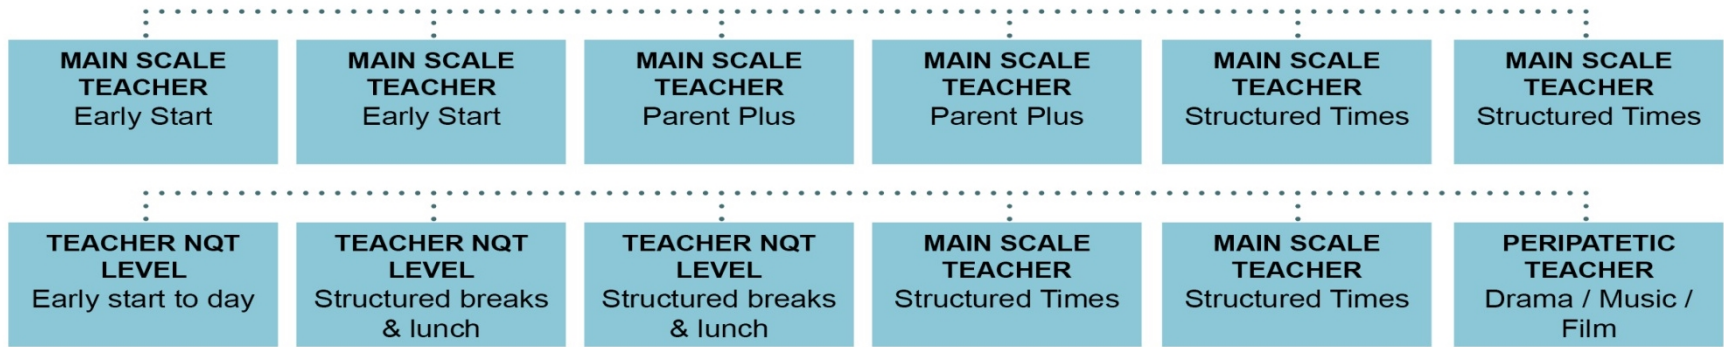 MAIN SCALE
TEACHER
Early Start
MAIN SCALE
TEACHER
Early Start
MAIN SCALE
TEACHER
Parent Plus
MAIN SCALE
TEACHER
Parent Plus
MAIN SCALE
TEACHER
Structured Times
MAIN SCALE
TEACHER
Structured Times
TEACHER NQT
LEVEL
Early start to day
TEACHER NQT
LEVEL
Structured breaks
& lunch
TEACHER NQT
LEVEL
Structured breaks
& lunch
MAIN SCALE
TEACHER
Structured Times
MAIN SCALE
TEACHER
Structured Times
PERIPATETIC
TEACHER
Drama / Music /
Film